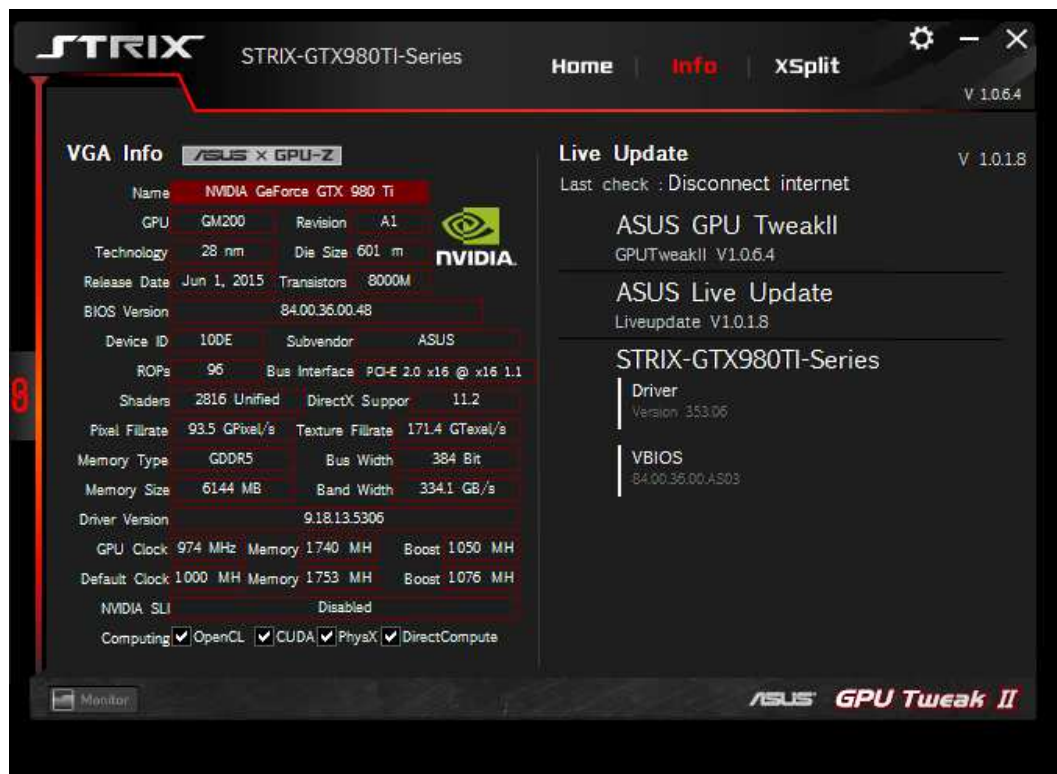 STRIX STRIX-GTX980TI-Series Home Info XSplit
V 1.0.6.4
VGA Info ASUS × GPU-Z
Name NVIDIA GeForce GTX 980 Ti
GPU GM200 Revision A1
Technology 28 nm Die Size 601 m
NVIDIA.
Release Date Jun 1, 2015 Transistors 8000M
BIOS Version 84.00.36.00.48
Device ID 10DE Subvendor ASUS
ROPs 96 Bus Interface PCI-E 2.0 x16 @ x16 1.1
Shaders 2816 Unified DirectX Suppor 11.2
Pixel Fillrate 93.5 GPixel/s Texture Fillrate 171.4 GTexel/s
Memory Type GDDR5 Bus Width 384 Bit
Memory Size 6144 MB Band Width 334.1 GB/s
Driver Version 9.18.13.5306
GPU Clock 974 MHz Memory 1740 MH Boost 1050 MH
Default Clock 1000 MH Memory 1753 MH Boost 1076 MH
NVIDIA SLI Disabled
Computing OpenCL CUDA PhysX DirectCompute
Live Update V 1.0.1.8
Last check : Disconnect internet
ASUS GPU TweakII
GPUTweakII V1.0.6.4
ASUS Live Update
Liveupdate V1.0.1.8
STRIX-GTX980TI-Series
Driver
Version 353.06
VBIOS
84.00.36.00.AS03
Monitor ASUS GPU Tweak II